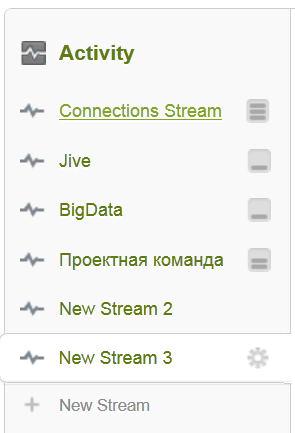 Activity
Connections Stream
Jive
BigData
Проектная команда
New Stream 2
New Stream 3
New Stream